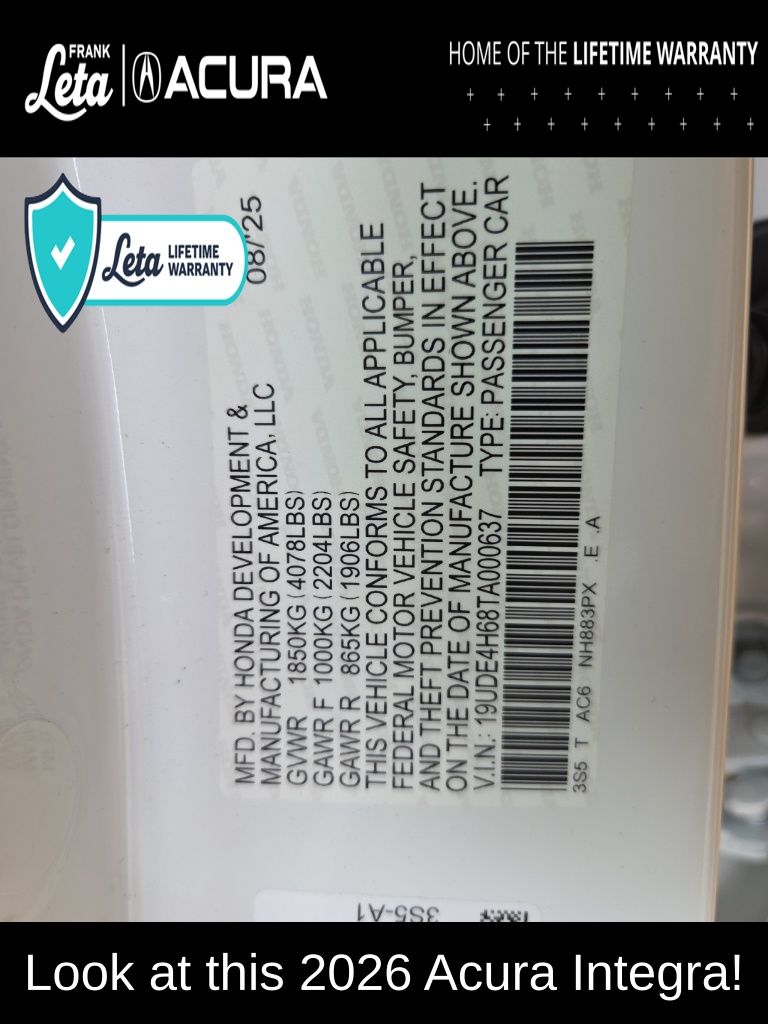 FRANK
Leta
ACURA
HOME OF THE LIFETIME WARRANTY
Leta LIFETIME
WARRANTY
08/'25
MFD. BY HONDA DEVELOPMENT &
MANUFACTURING OF AMERICA, LLC
GVWR 1850KG (4078LBS)
GAWR F 1000KG (2204LBS)
GAWR R 865KG (1906LBS)
THIS VEHICLE CONFORMS TO ALL APPLICABLE
FEDERAL MOTOR VEHICLE SAFETY, BUMPER,
AND THEFT PREVENTION STANDARDS IN EFFECT
ON THE DATE OF MANUFACTURE SHOWN ABOVE.
V.I.N.: 19UDE4H68TA000637 TYPE: PASSENGER CAR
3S5 T AC6 NH883PX .E .A
3S5-A1
Look at this 2026 Acura Integra!